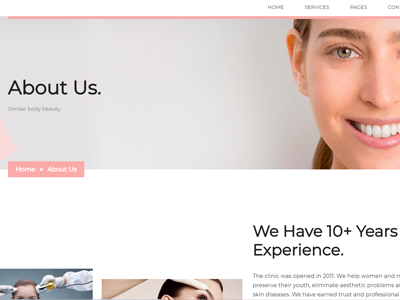 HOME SERVICES PAGES
About Us.
Similar body beauty.
Home » About Us
We Have 10+ Years
Experience.
The clinic was opened in 2011. We help women and
preserve their youth, eliminate aesthetic problems
skin diseases. We have earned trust and professional